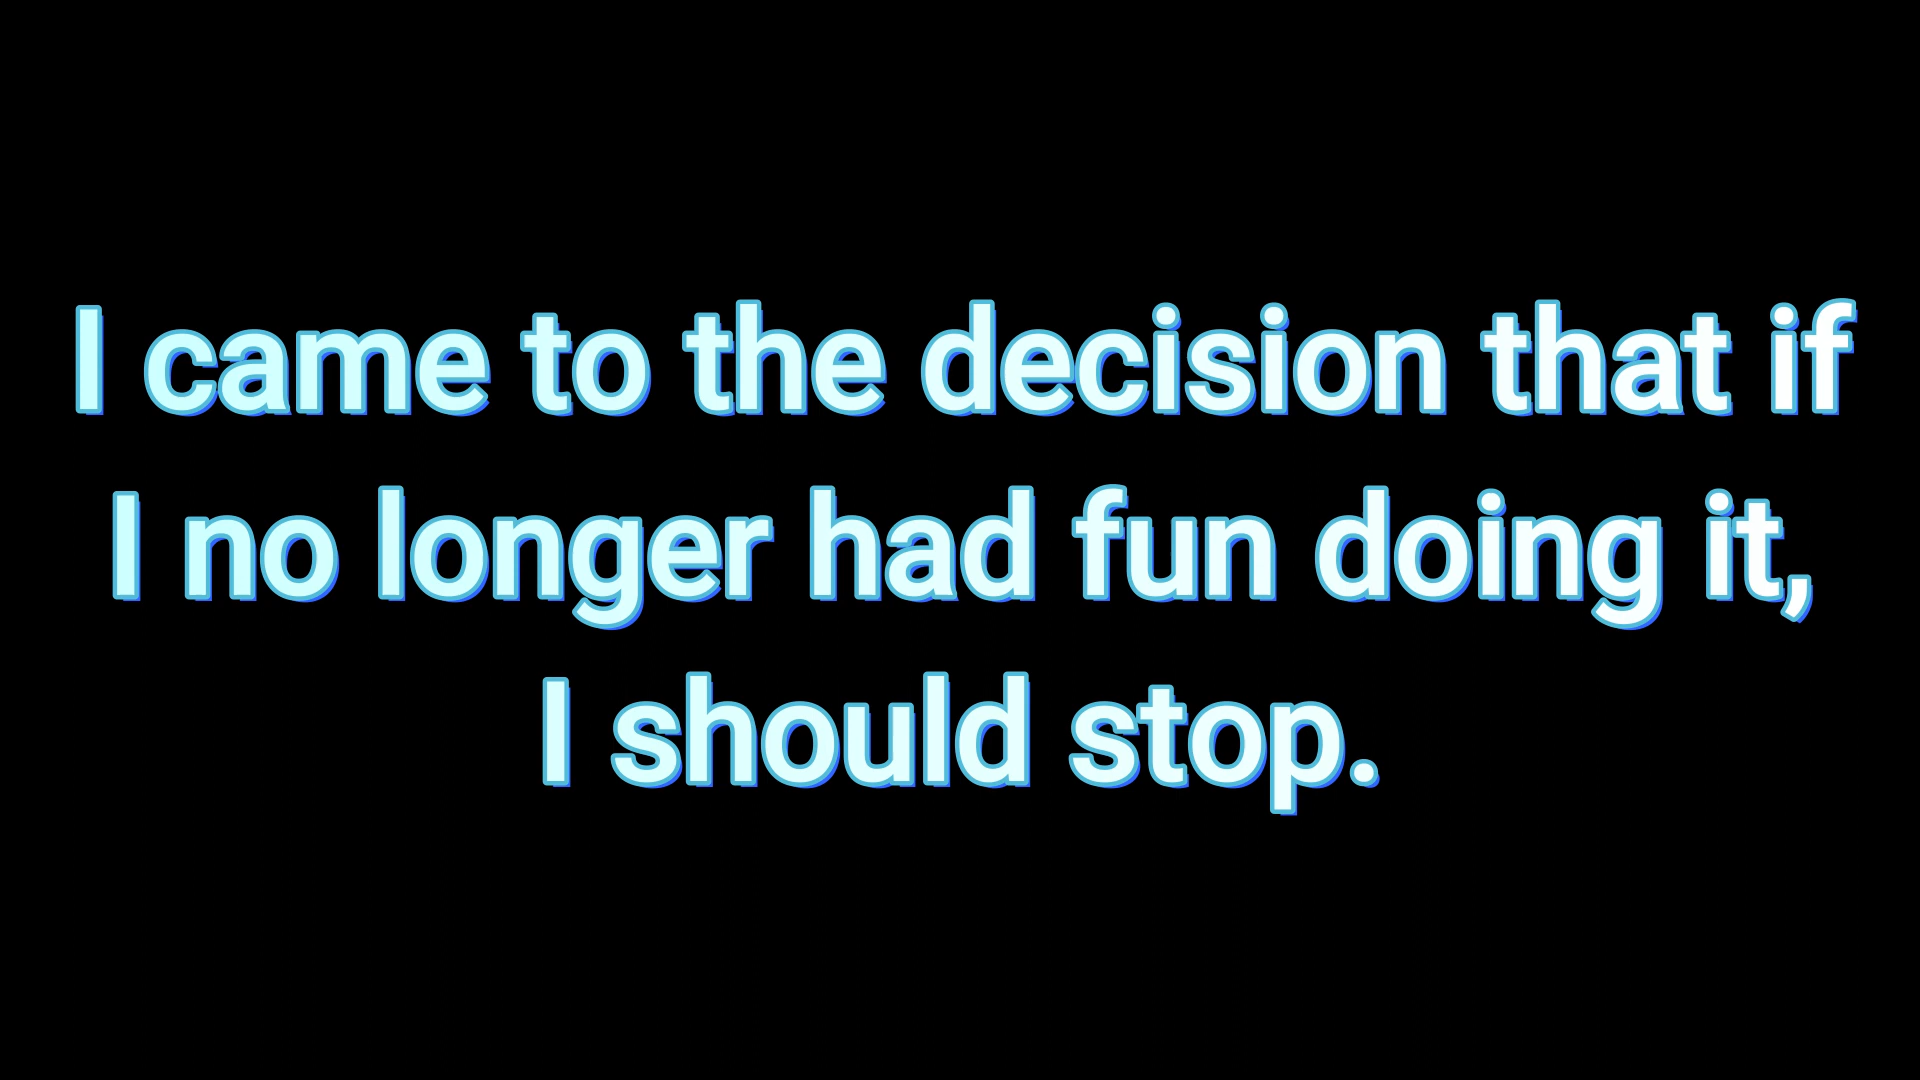 I came to the decision that if
I no longer had fun doing it,
I should stop.